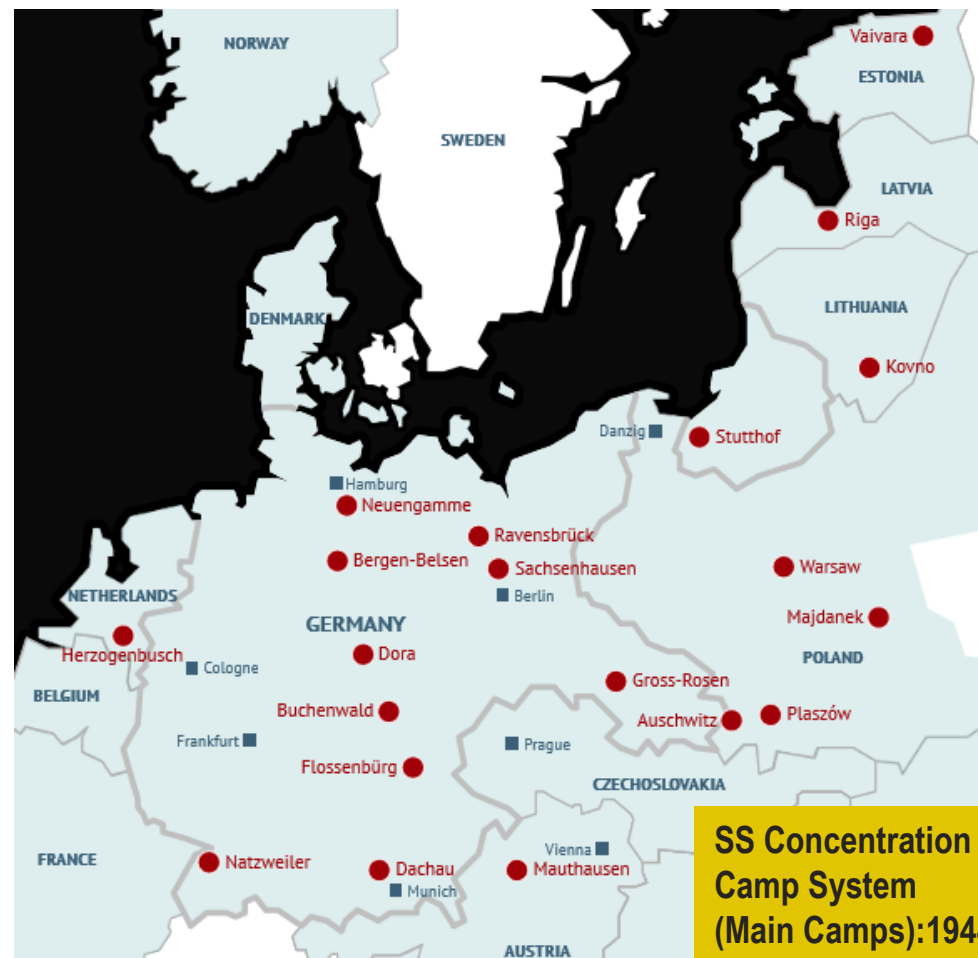 NORWAY
Vaivara
ESTONIA
SWEDEN
LATVIA
Riga
DENMARK
LITHUANIA
Kovno
Danzig
Stutthof
Hamburg
Neuengamme
Ravensbrück
Bergen-Belsen
Sachsenhausen
Warsaw
Berlin
NETHERLANDS
Majdanek
GERMANY
Herzogenbusch
Dora
POLAND
Cologne
BELGIUM
Gross-Rosen
Buchenwald
Auschwitz
Plaszów
Frankfurt
Prague
Flossenbürg
CZECHOSLOVAKIA
FRANCE
Natzweiler
Vienna
Dachau
Mauthausen
Munich
AUSTRIA
SS Concentration
Camp System
(Main Camps):194